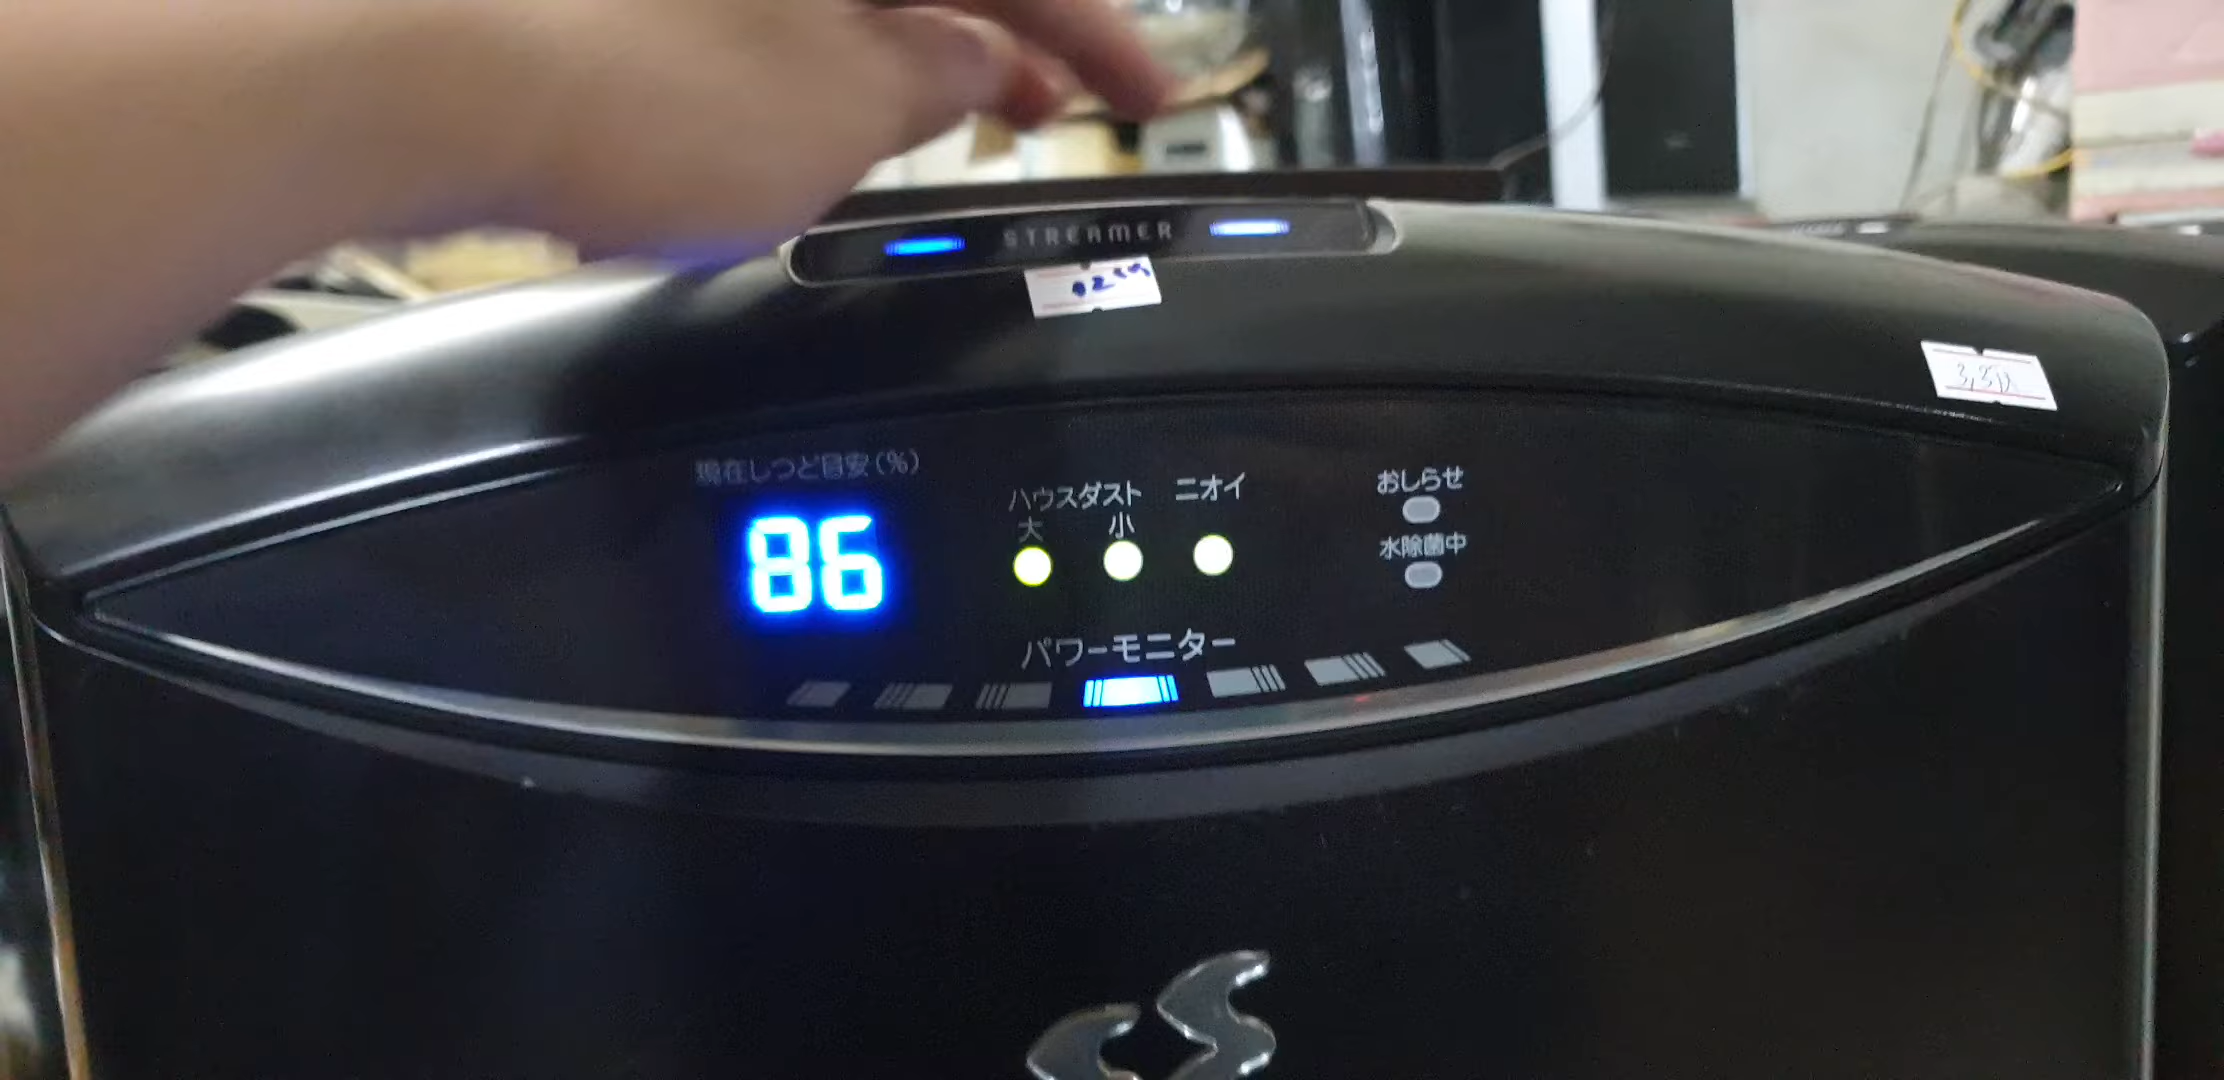 STREAMER
現在しつど目安(%)
86
ハウスダスト ニオイ
大 小
おしらせ
水除菌中
パワーモニター